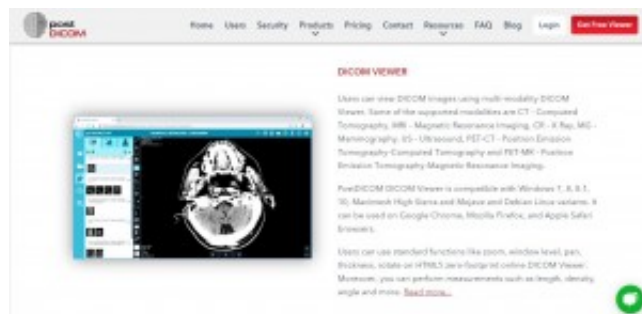 post
DICOM
Home Users Security Products Pricing Contact Resources FAQ Blog Login Get Free Viewer
DICOM VIEWER
Users can view DICOM images using multi-modality DICOM
Viewer. Some of the supported modalities are CT - Computed
Tomography, MRI - Magnetic Resonance Imaging, CR - X Ray, MG -
Mammography, US - Ultrasound, PET-CT - Positron Emission
Tomography-Computed Tomography and PET-MR - Positron
Emission Tomography-Magnetic Resonance Imaging.
PostDICOM DICOM Viewer is compatible with Windows 7, 8, 8.1,
10, Macintosh High Sierra and Mojave and Debian Linux variants. It
can be used on Google Chrome, Mozilla Firefox, and Apple Safari
browsers.
Users can use standard functions like zoom, window level, pan,
thickness, rotate on HTML5 zero-footprint online DICOM Viewer.
Moreover, you can perform measurements such as length, density,
angle and more. Read more...